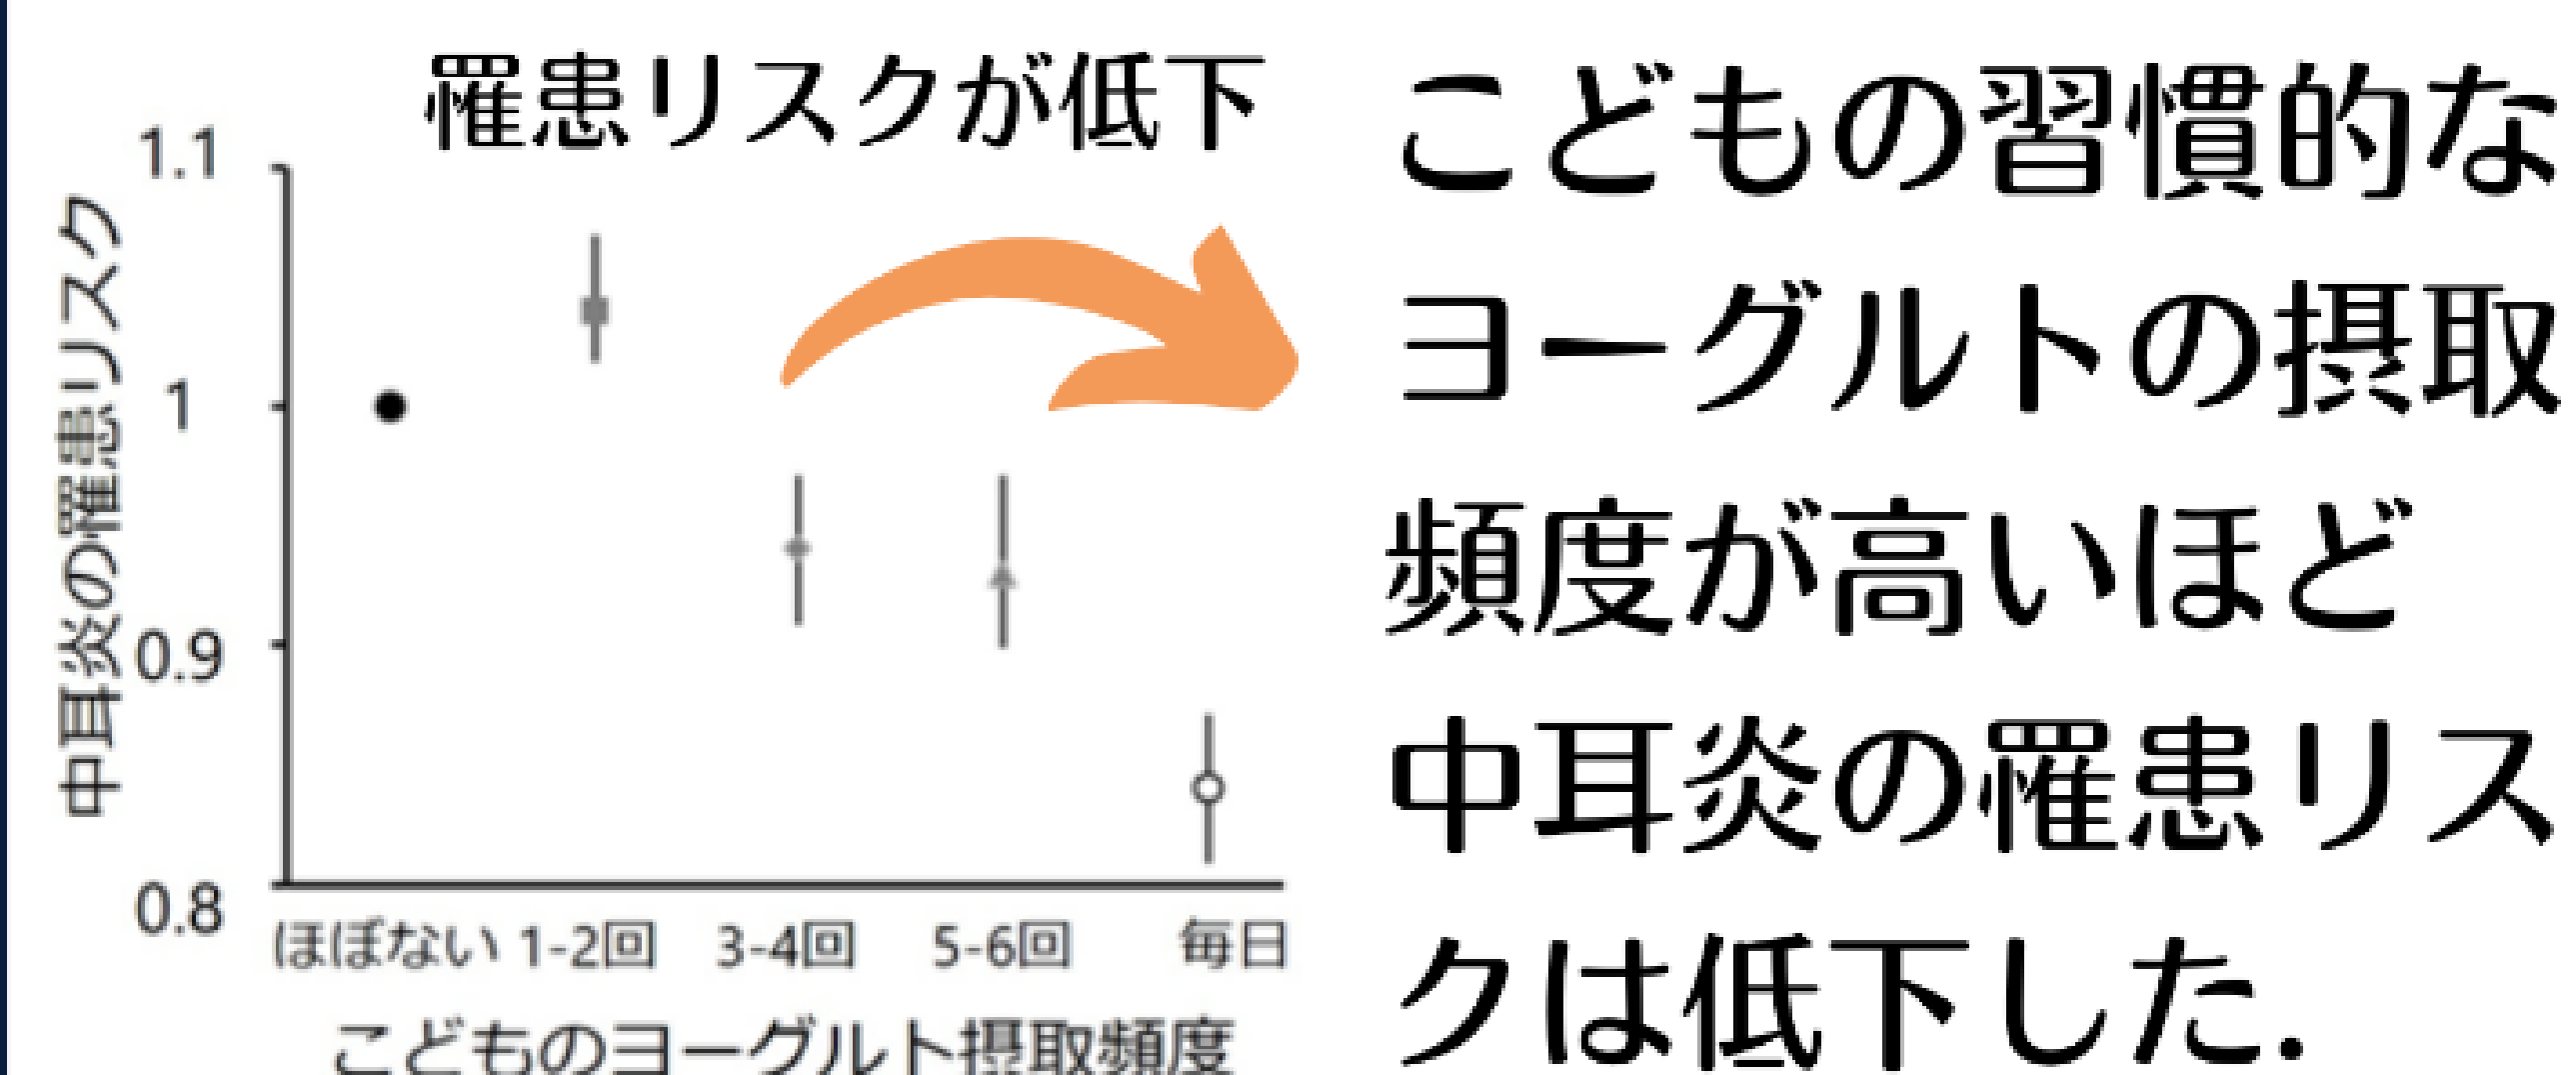 罹患リスクが低下
1.1
1
0.9
0.8
中耳炎の罹患リスク
ほぼない 1-2回 3-4回 5-6回 毎日
こどものヨーグルト摂取頻度
こどもの習慣的な
ヨーグルトの摂取
頻度が高いほど
中耳炎の罹患リス
クは低下した.